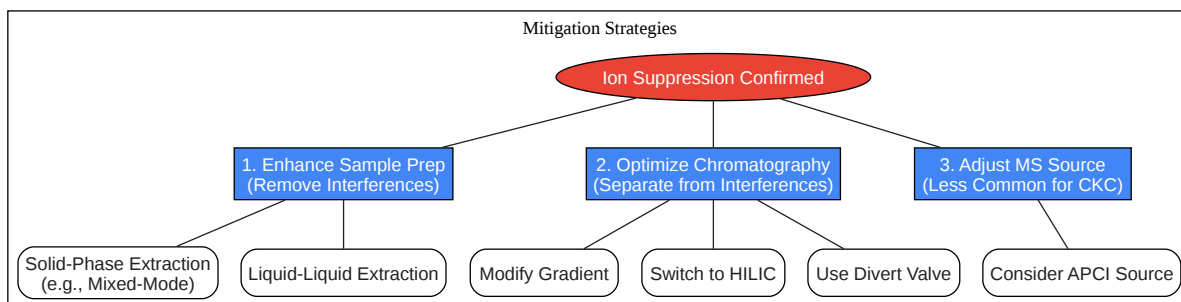 Mitigation Strategies
Ion Suppression Confirmed
1. Enhance Sample Prep
(Remove Interferences)
2. Optimize Chromatography
(Separate from Interferences)
3. Adjust MS Source
(Less Common for CKC)
Solid-Phase Extraction
(e.g., Mixed-Mode)
Liquid-Liquid Extraction
Modify Gradient
Switch to HILIC
Use Divert Valve
Consider APCI Source